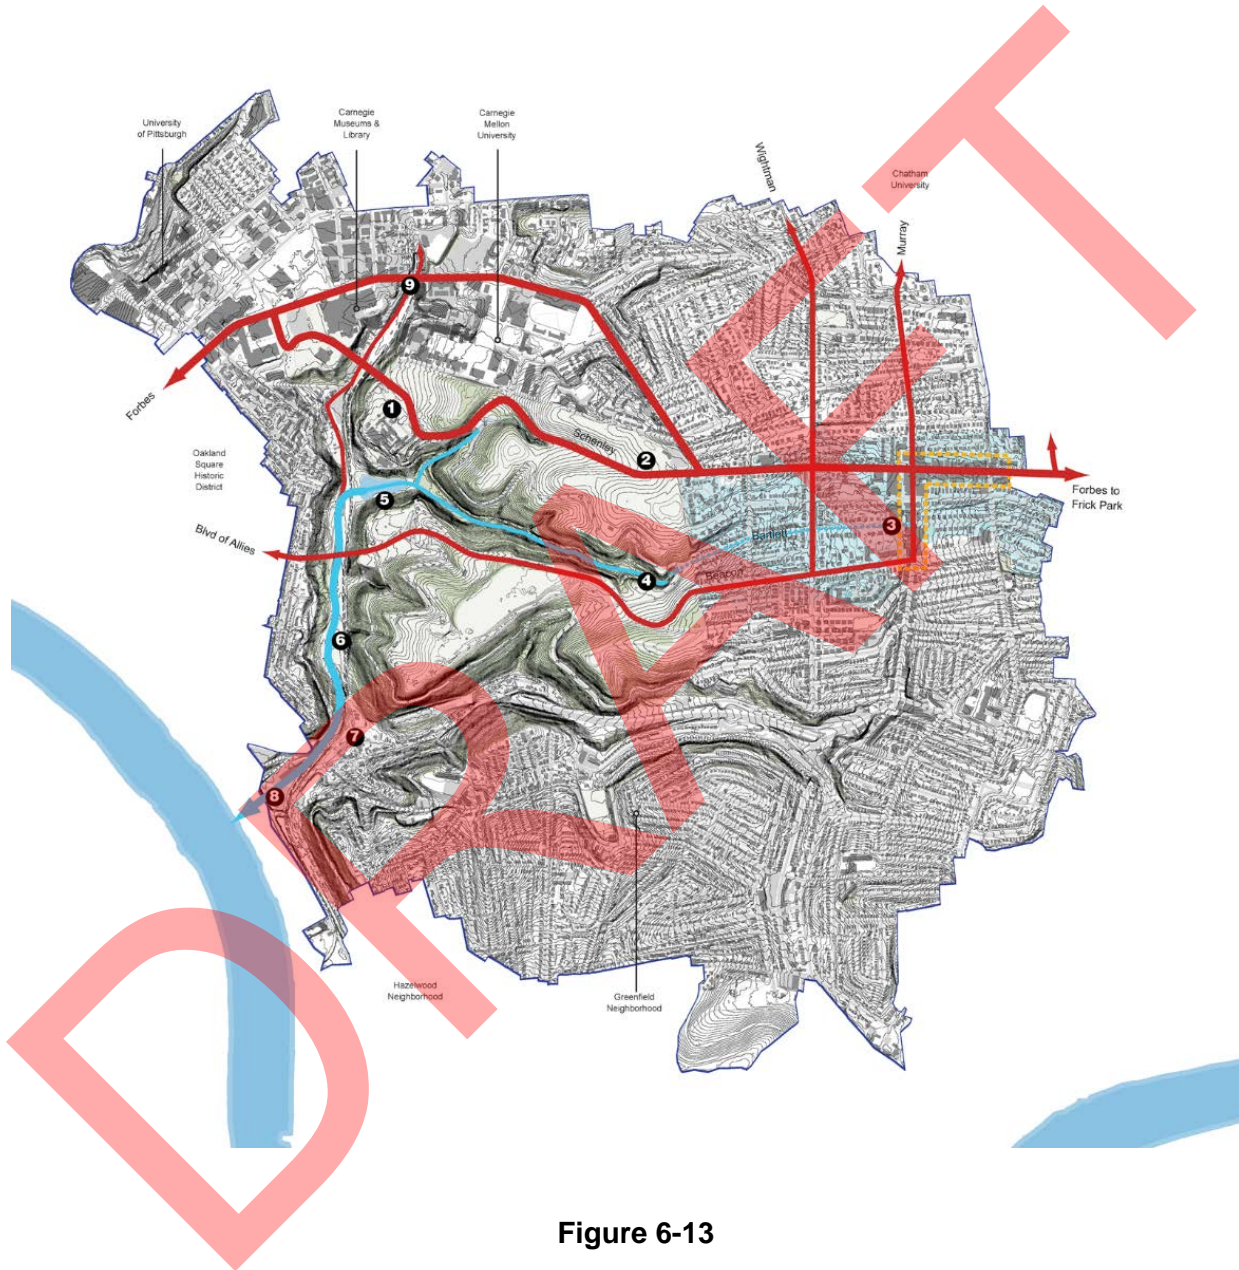 University
of Pittsburgh
Carnegie
Museums &
Library
Carnegie
Mellon
University
Wightman
Chatham
University
Murray
9
Forbes
1
Schenley
2
Oakland
Square
Historic
District
5
Forbes to
Frick Park
3
Bartlett
Blvd of Allies
4
Beacon
6
7
8
Hazelwood
Neighborhood
Greenfield
Neighborhood
DRAFT
Figure 6-13